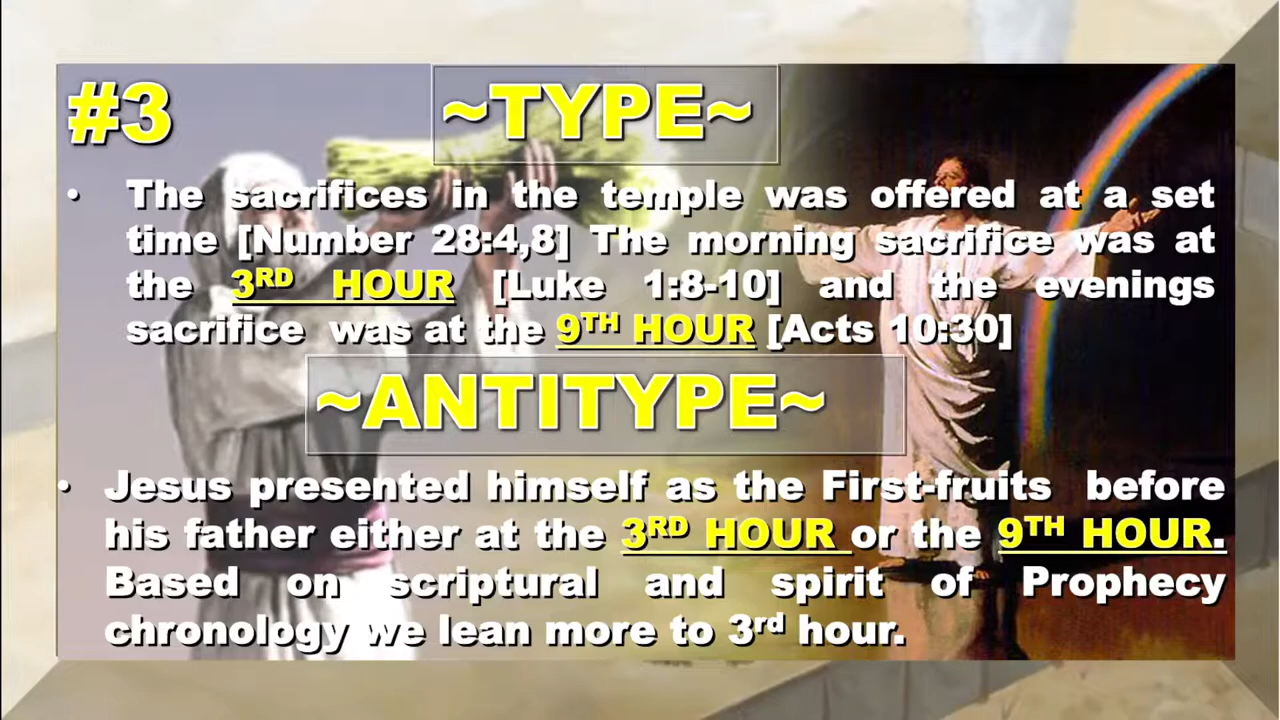 #3
~TYPE~
• The sacrifices in the temple was offered at a set
time [Number 28:4,8] The morning sacrifice was at
the 3RD HOUR [Luke 1:8-10] and the evenings
sacrifice was at the 9TH HOUR [Acts 10:30]
~ANTITYPE~
• Jesus presented himself as the First-fruits before
his father either at the 3RD HOUR or the 9TH HOUR.
Based on scriptural and spirit of Prophecy
chronology we lean more to 3rd hour.